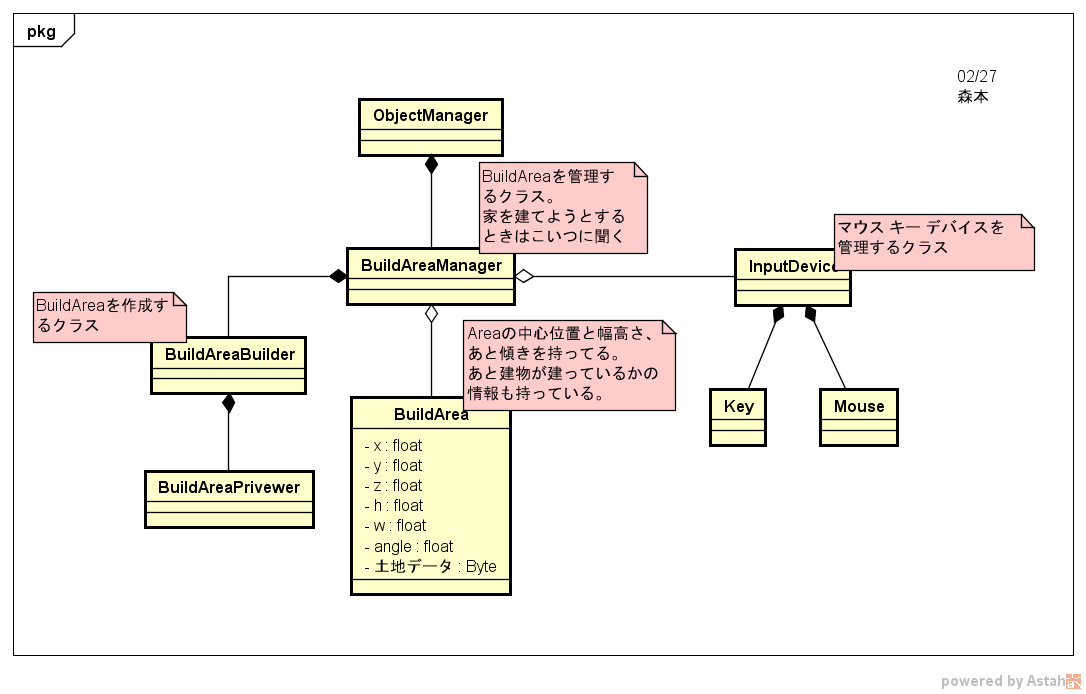 pkg
02/27
森本
ObjectManager
BuildAreaを管理す
るクラス。
家を建てようとする
ときはこいつに聞く
マウス キー デバイスを
管理するクラス
BuildAreaManager
InputDevice
BuildAreaを作成す
るクラス
Areaの中心位置と幅高さ、
あと傾きを持ってる。
あと建物が建っているかの
情報も持っている。
BuildAreaBuilder
BuildArea
- x : float
- y : float
- z : float
- h : float
- w : float
- angle : float
- 土地データ : Byte
Key
Mouse
BuildAreaPrivewer
powered by Astah